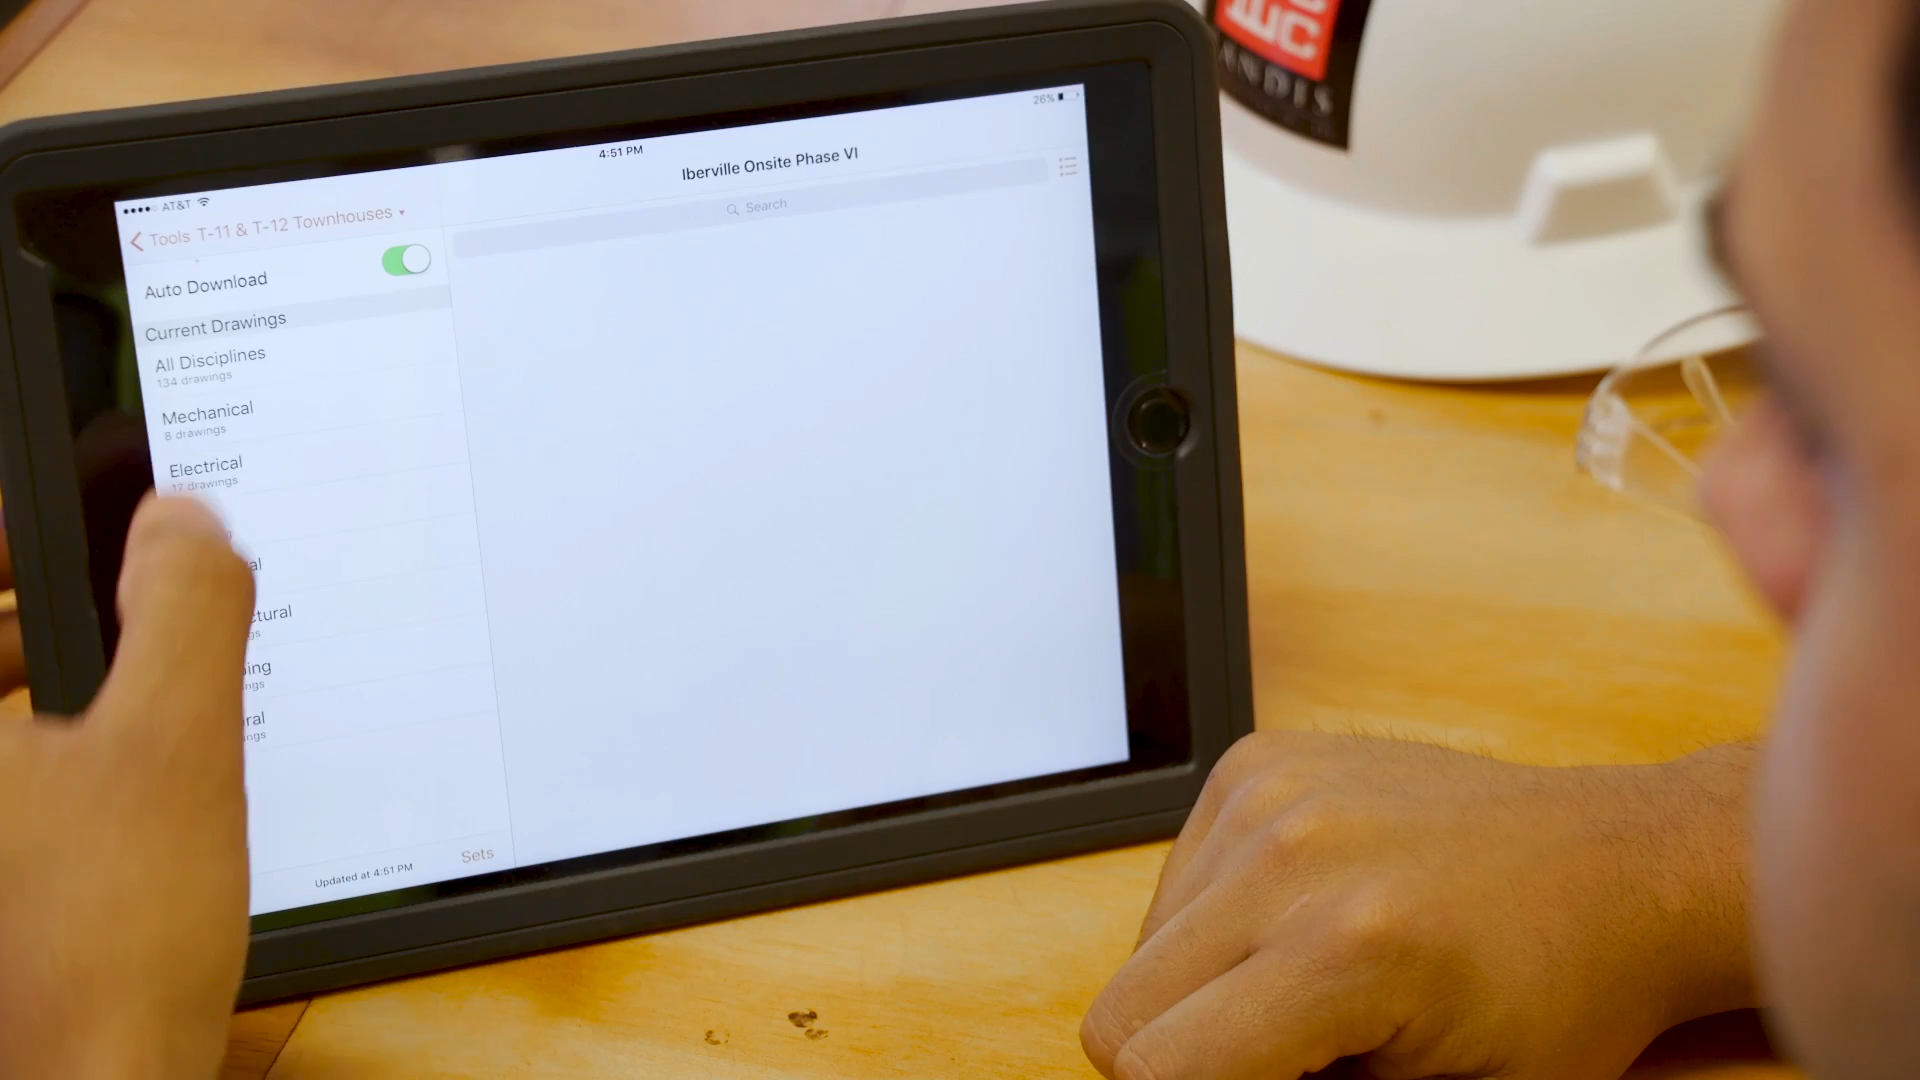 AT&T
4:51 PM
26%
Tools
T-11 & T-12 Townhouses
Iberville Onsite Phase VI
Search
Auto Download
Current Drawings
All Disciplines
134 drawings
Mechanical
8 drawings
Electrical
17 drawings
Updated at 4:51 PM
Sets